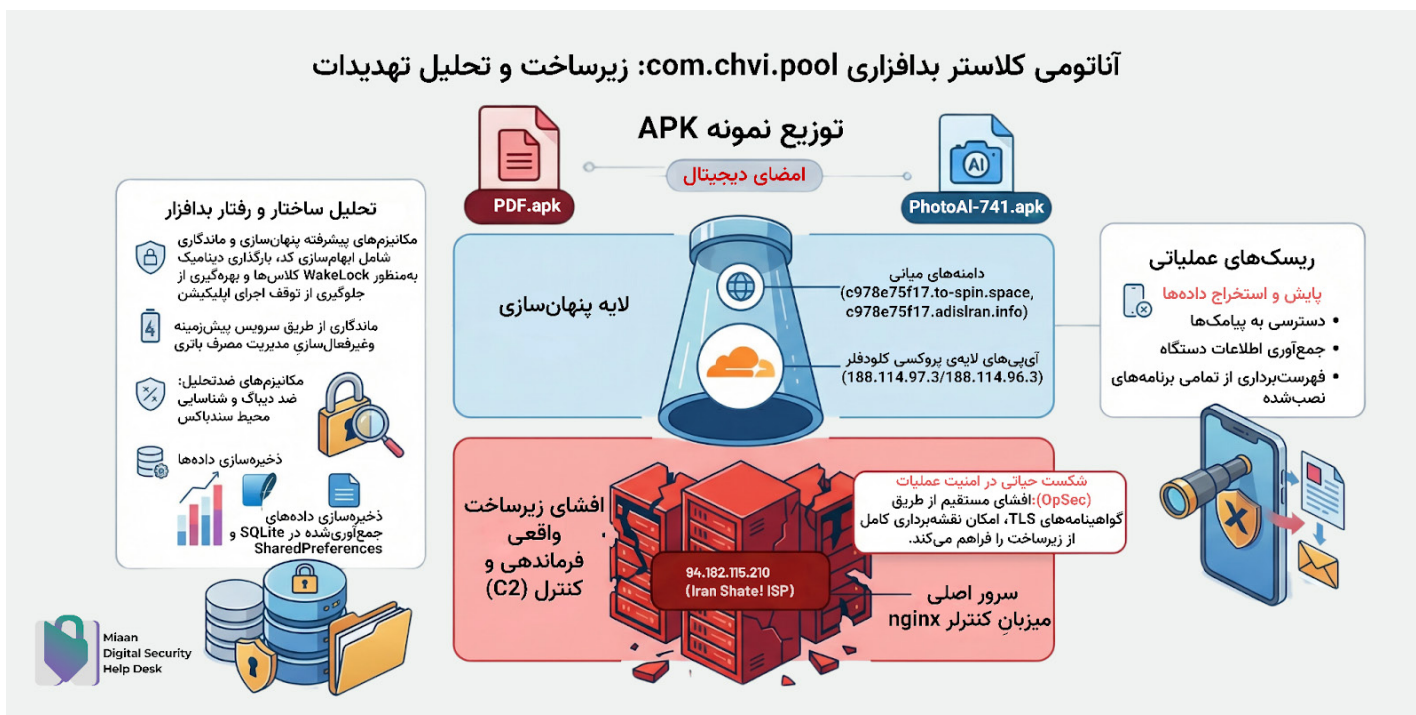 آناتومی کلاستر بدافزاری com.chvi.pool: زیرساخت و تحلیل تهدیدات
توزیع نمونه APK
امضای دیجیتال
PDF.apk
AI
PhotoAI-741.apk
تحلیل ساختار و رفتار بدافزار
مکانیزم‌های پیشرفته پنهان‌سازی و ماندگاری
شامل ابهام‌سازی کد، بارگذاری دینامیک
کلاس‌ها و بهره‌گیری از WakeLock به‌منظور
جلوگیری از توقف اجرای اپلیکیشن
ماندگاری از طریق سرویس پیش‌زمینه
وغیرفعال‌سازیِ مدیریت مصرف باتری
مکانیزم‌های ضدتحلیل:
ضد دیباگ و شناسایی
محیط سندباکس
ذخیره‌سازی داده‌ها
ذخیره‌سازی داده‌های
جمع‌آوری‌شده در SQLite و
SharedPreferences
لایه پنهان‌سازی
دامنه‌های میانی
(c978e75f17.to-spin.space,
c978e75f17.adislran.info)
آی‌پی‌های لایه‌ی پروکسی کلودفلر
(188.114.97.3/188.114.96.3)
ریسک‌های عملیاتی
پایش و استخراج داده‌ها
• دسترسی به پیامک‌ها
• جمع‌آوری اطلاعات دستگاه
• فهرست‌برداری از تمامی برنامه‌های
نصب‌شده
افشای زیرساخت
واقعی
فرماندهی و
کنترل (C2)
شکست حیاتی در امنیت عملیات
(OpSec):افشای مستقیم از طریق
گواهینامه‌های TLS، امکان نقشه‌برداری کامل
از زیرساخت را فراهم می‌کند.
94.182.115.210
(Iran Shate! ISP)
سرور اصلی
میزبانِ کنترلر nginx
Miaan
Digital Security
Help Desk